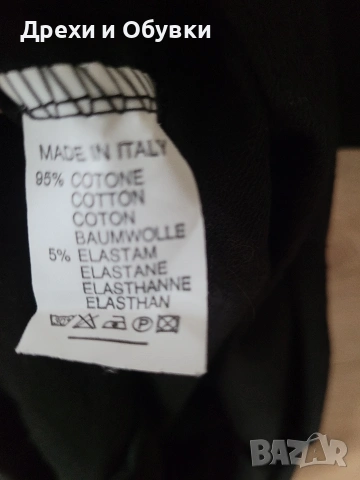 Дрехи и Обувки
MADE IN ITALY
95% COTONE
COTTON
COTON
BAUMWOLLE
5% ELASTAM
ELASTANE
ELASTHANNE
ELASTHAN
BAZAR